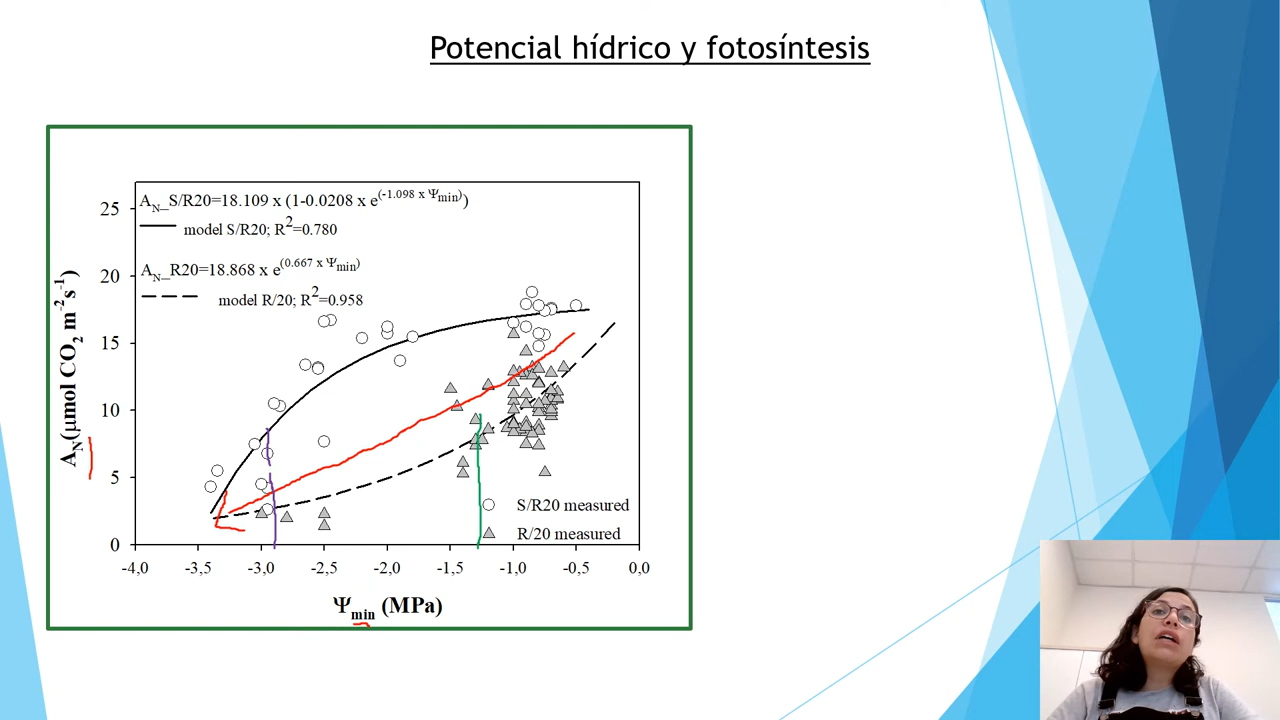 Potencial hídrico y fotosíntesis
A_N_S/R20=18.109 x (1-0.0208 x e^(-1.098 x Ψmin))
model S/R20; R²=0.780
A_N_R20=18.868 x e^(0.667 x Ψmin)
model R/20; R²=0.958
A_N(µmol CO₂ m⁻² s⁻¹)
25
20
15
10
5
0
S/R20 measured
R/20 measured
-4,0 -3,5 -3,0 -2,5 -2,0 -1,5 -1,0 -0,5 0,0
Ψmin (MPa)